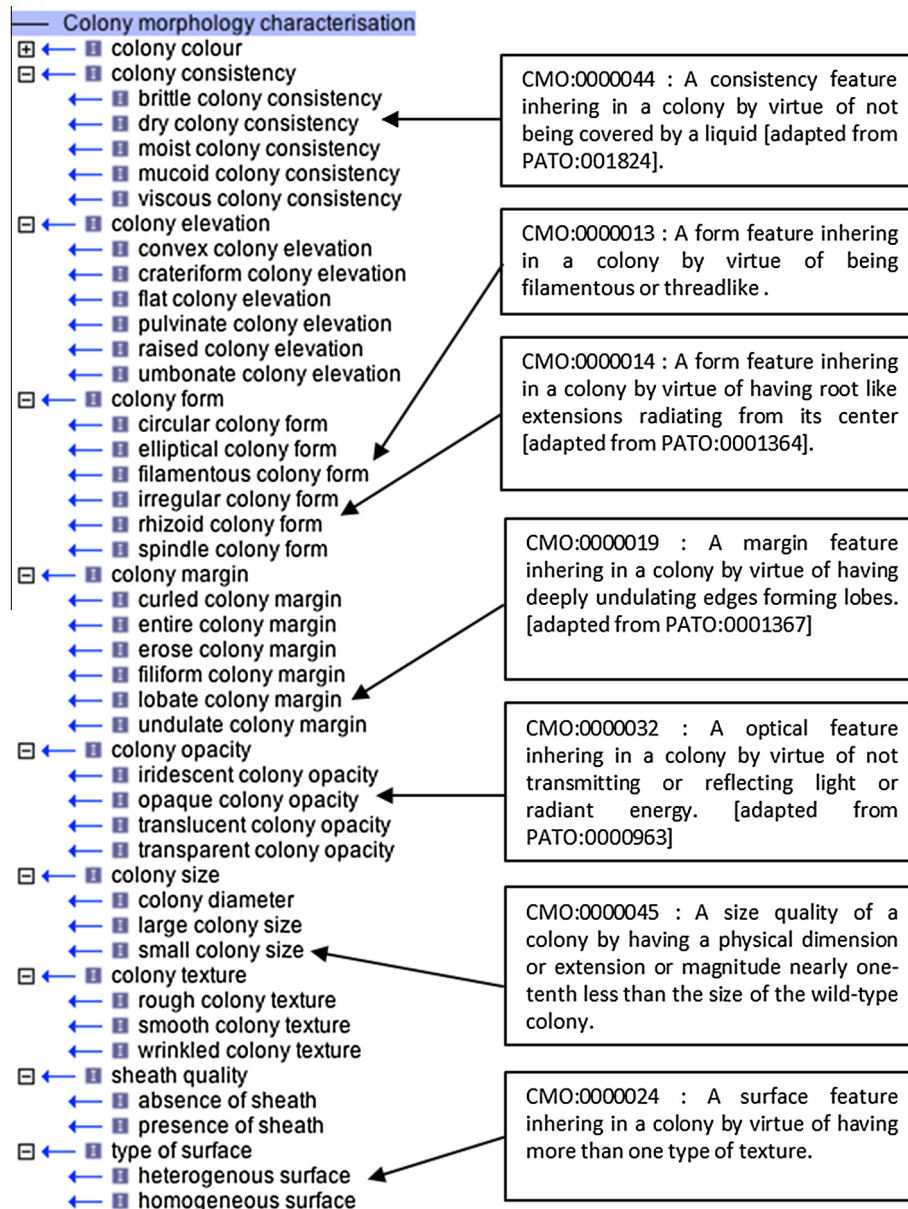 Colony morphology characterisation
colony colour
colony consistency
brittle colony consistency
dry colony consistency
moist colony consistency
mucoid colony consistency
viscous colony consistency
colony elevation
convex colony elevation
crateriform colony elevation
flat colony elevation
pulvinate colony elevation
raised colony elevation
umbonate colony elevation
colony form
circular colony form
elliptical colony form
filamentous colony form
irregular colony form
rhizoid colony form
spindle colony form
colony margin
curled colony margin
entire colony margin
erose colony margin
filiform colony margin
lobate colony margin
undulate colony margin
colony opacity
iridescent colony opacity
opaque colony opacity
translucent colony opacity
transparent colony opacity
colony size
colony diameter
large colony size
small colony size
colony texture
rough colony texture
smooth colony texture
wrinkled colony texture
sheath quality
absence of sheath
presence of sheath
type of surface
heterogenous surface
homogeneous surface
CMO:0000044 : A consistency feature
inhering in a colony by virtue of not
being covered by a liquid [adapted from
PATO:001824].
CMO:0000013 : A form feature inhering
in a colony by virtue of being
filamentous or threadlike .
CMO:0000014 : A form feature inhering
in a colony by virtue of having root like
extensions radiating from its center
[adapted from PATO:0001364].
CMO:0000019 : A margin feature
inhering in a colony by virtue of having
deeply undulating edges forming lobes.
[adapted from PATO:0001367]
CMO:0000032 : A optical feature
inhering in a colony by virtue of not
transmitting or reflecting light or
radiant energy. [adapted from
PATO:0000963]
CMO:0000045 : A size quality of a
colony by having a physical dimension
or extension or magnitude nearly one-
tenth less than the size of the wild-type
colony.
CMO:0000024 : A surface feature
inhering in a colony by virtue of having
more than one type of texture.